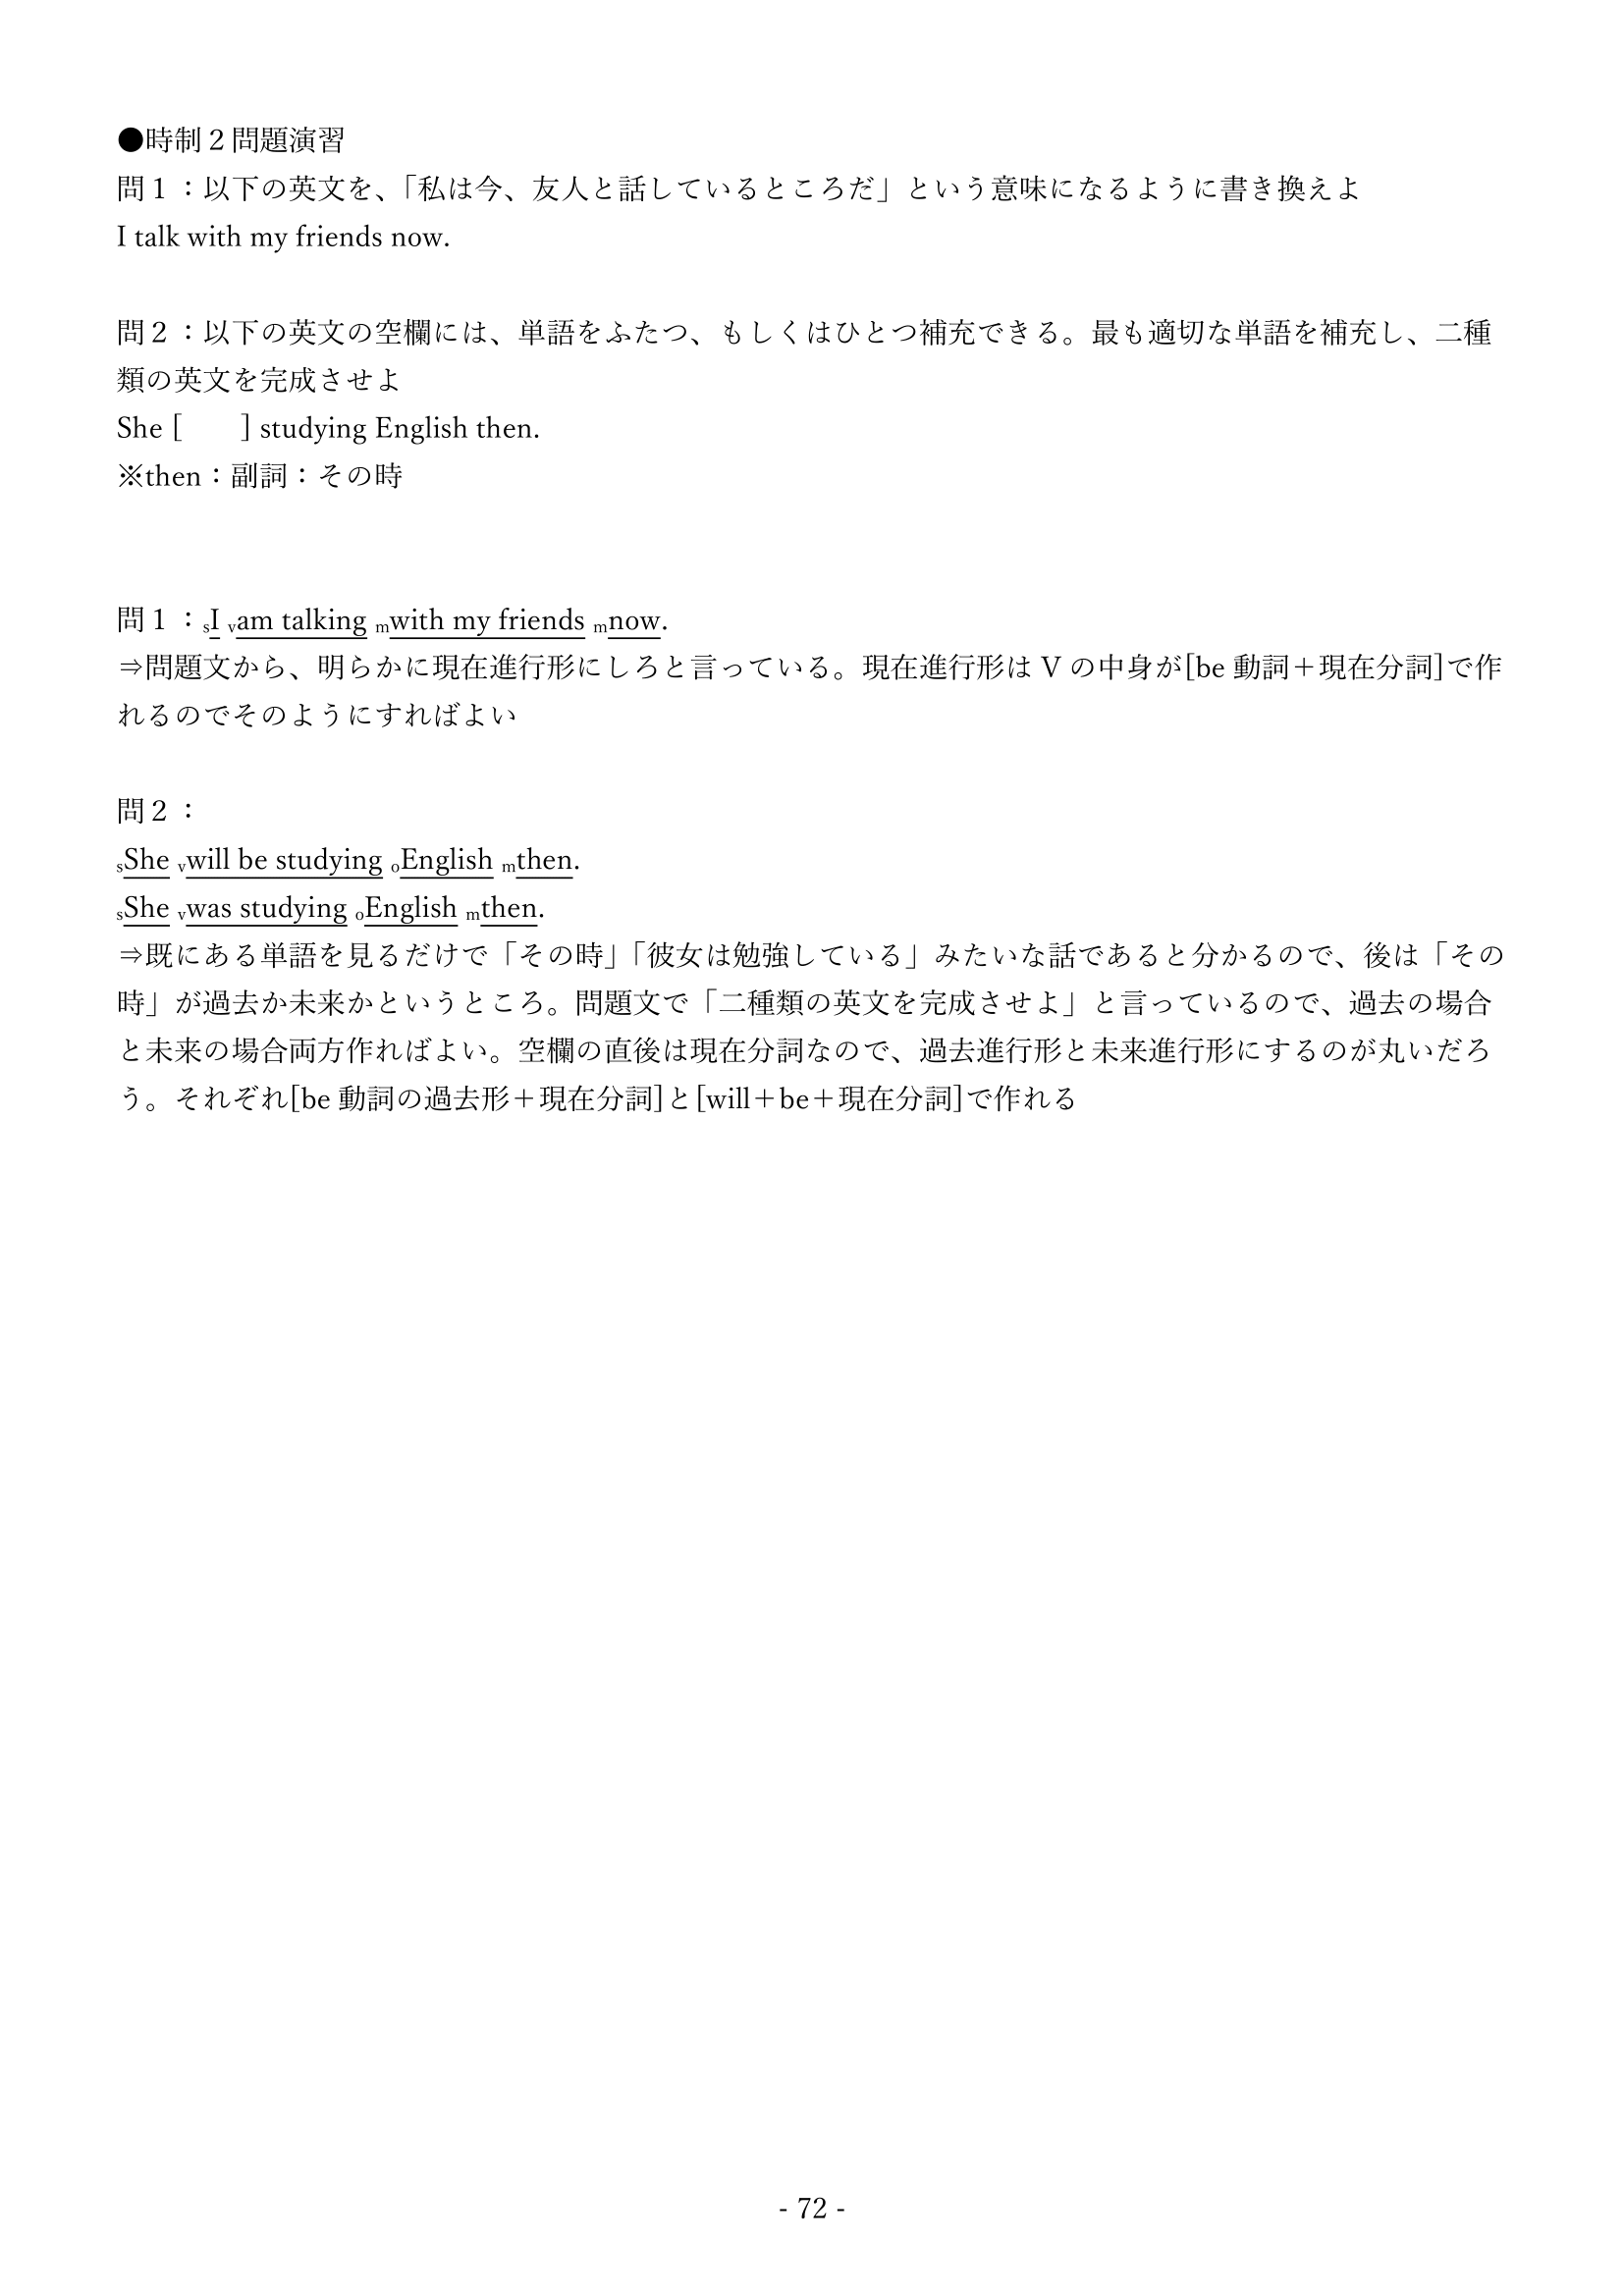 ●時制２問題演習
問１：以下の英文を、「私は今、友人と話しているところだ」という意味になるように書き換えよ
I talk with my friends now.
問２：以下の英文の空欄には、単語をふたつ、もしくはひとつ補充できる。最も適切な単語を補充し、二種
類の英文を完成させよ
She [　　] studying English then.
※then：副詞：その時
問１：sI vam talking mwith my friends mnow.
⇒問題文から、明らかに現在進行形にしろと言っている。現在進行形は V の中身が[be 動詞＋現在分詞]で作
れるのでそのようにすればよい
問２：
sShe vwill be studying oEnglish mthen.
sShe vwas studying oEnglish mthen.
⇒既にある単語を見るだけで「その時」「彼女は勉強している」みたいな話であると分かるので、後は「その
時」が過去か未来かというところ。問題文で「二種類の英文を完成させよ」と言っているので、過去の場合
と未来の場合両方作ればよい。空欄の直後は現在分詞なので、過去進行形と未来進行形にするのが丸いだろ
う。それぞれ[be 動詞の過去形＋現在分詞]と[will＋be＋現在分詞]で作れる
- 72 -